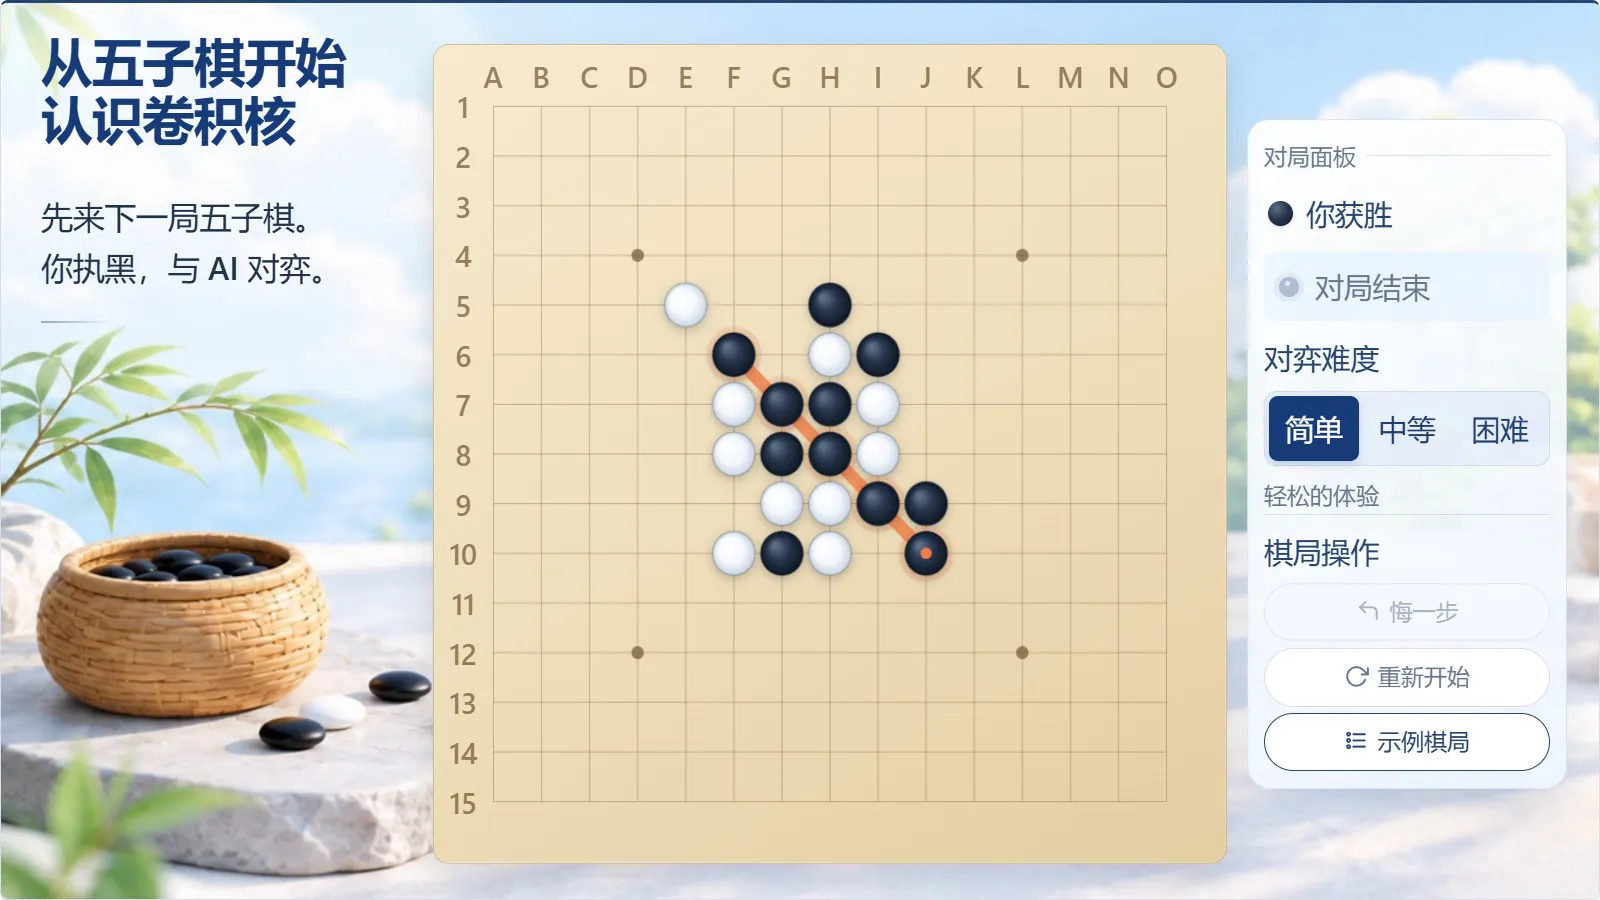 从五子棋开始
认识卷积核
先来下一局五子棋。
你执黑，与 AI 对弈。
A B C D E F G H I J K L M N O
1
2
3
4
5
6
7
8
9
10
11
12
13
14
15
对局面板
你获胜
对局结束
对弈难度
简单 中等 困难
轻松的体验
棋局操作
悔一步
重新开始
示例棋局